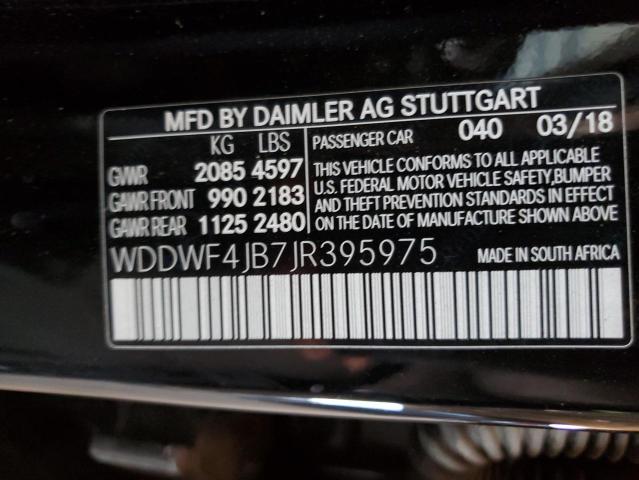 MFD BY DAIMLER AG STUTTGART
KG LBS
GVWR 2085 4597
GAWR FRONT 990 2183
GAWR REAR 1125 2480
PASSENGER CAR 040 03/18
THIS VEHICLE CONFORMS TO ALL APPLICABLE
U.S. FEDERAL MOTOR VEHICLE SAFETY,BUMPER
AND THEFT PREVENTION STANDARDS IN EFFECT
ON THE DATE OF MANUFACTURE SHOWN ABOVE
WDDWF4JB7JR395975
MADE IN SOUTH AFRICA